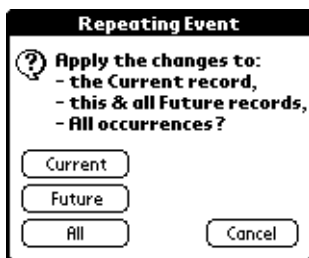 Repeating Event
Apply the changes to:
- the Current record,
- this & all Future records,
- All occurrences?
Current
Future
All
Cancel